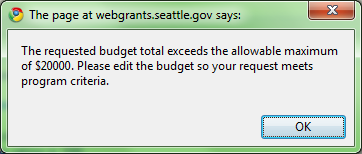 The page at webgrants.seattle.gov says:
The requested budget total exceeds the allowable maximum
of $20000. Please edit the budget so your request meets
program criteria.
OK